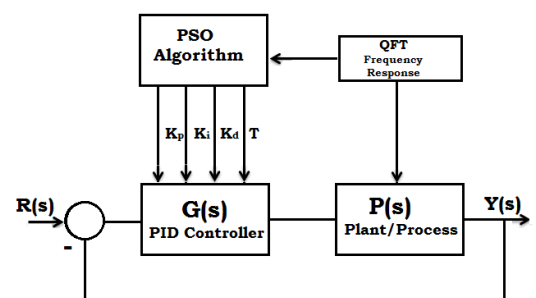 PSO
Algorithm
QFT
Frequency
Response
Kp Ki Kd T
R(s)
-
G(s)
PID Controller
P(s)
Plant/Process
Y(s)